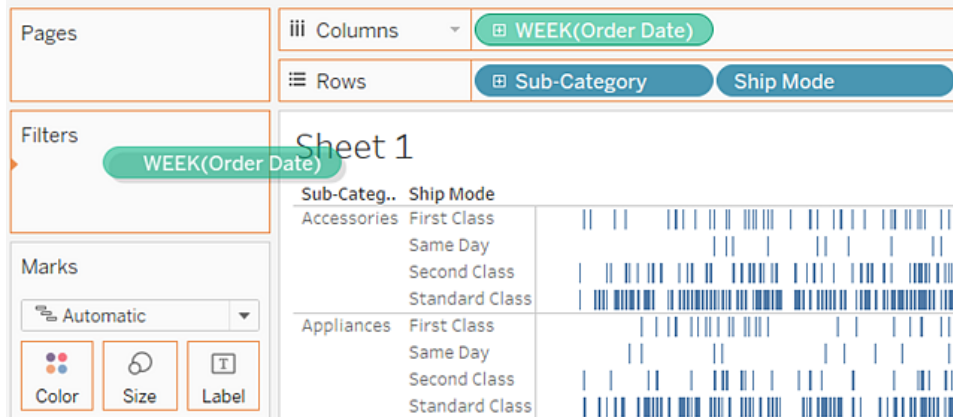 Pages
Columns WEEK(Order Date)
Rows Sub-Category Ship Mode
Filters
WEEK(Order Date)
Sheet 1
Sub-Categ.. Ship Mode
Accessories First Class
Same Day
Second Class
Standard Class
Appliances First Class
Same Day
Second Class
Standard Class
Marks
Automatic
Color Size T Label